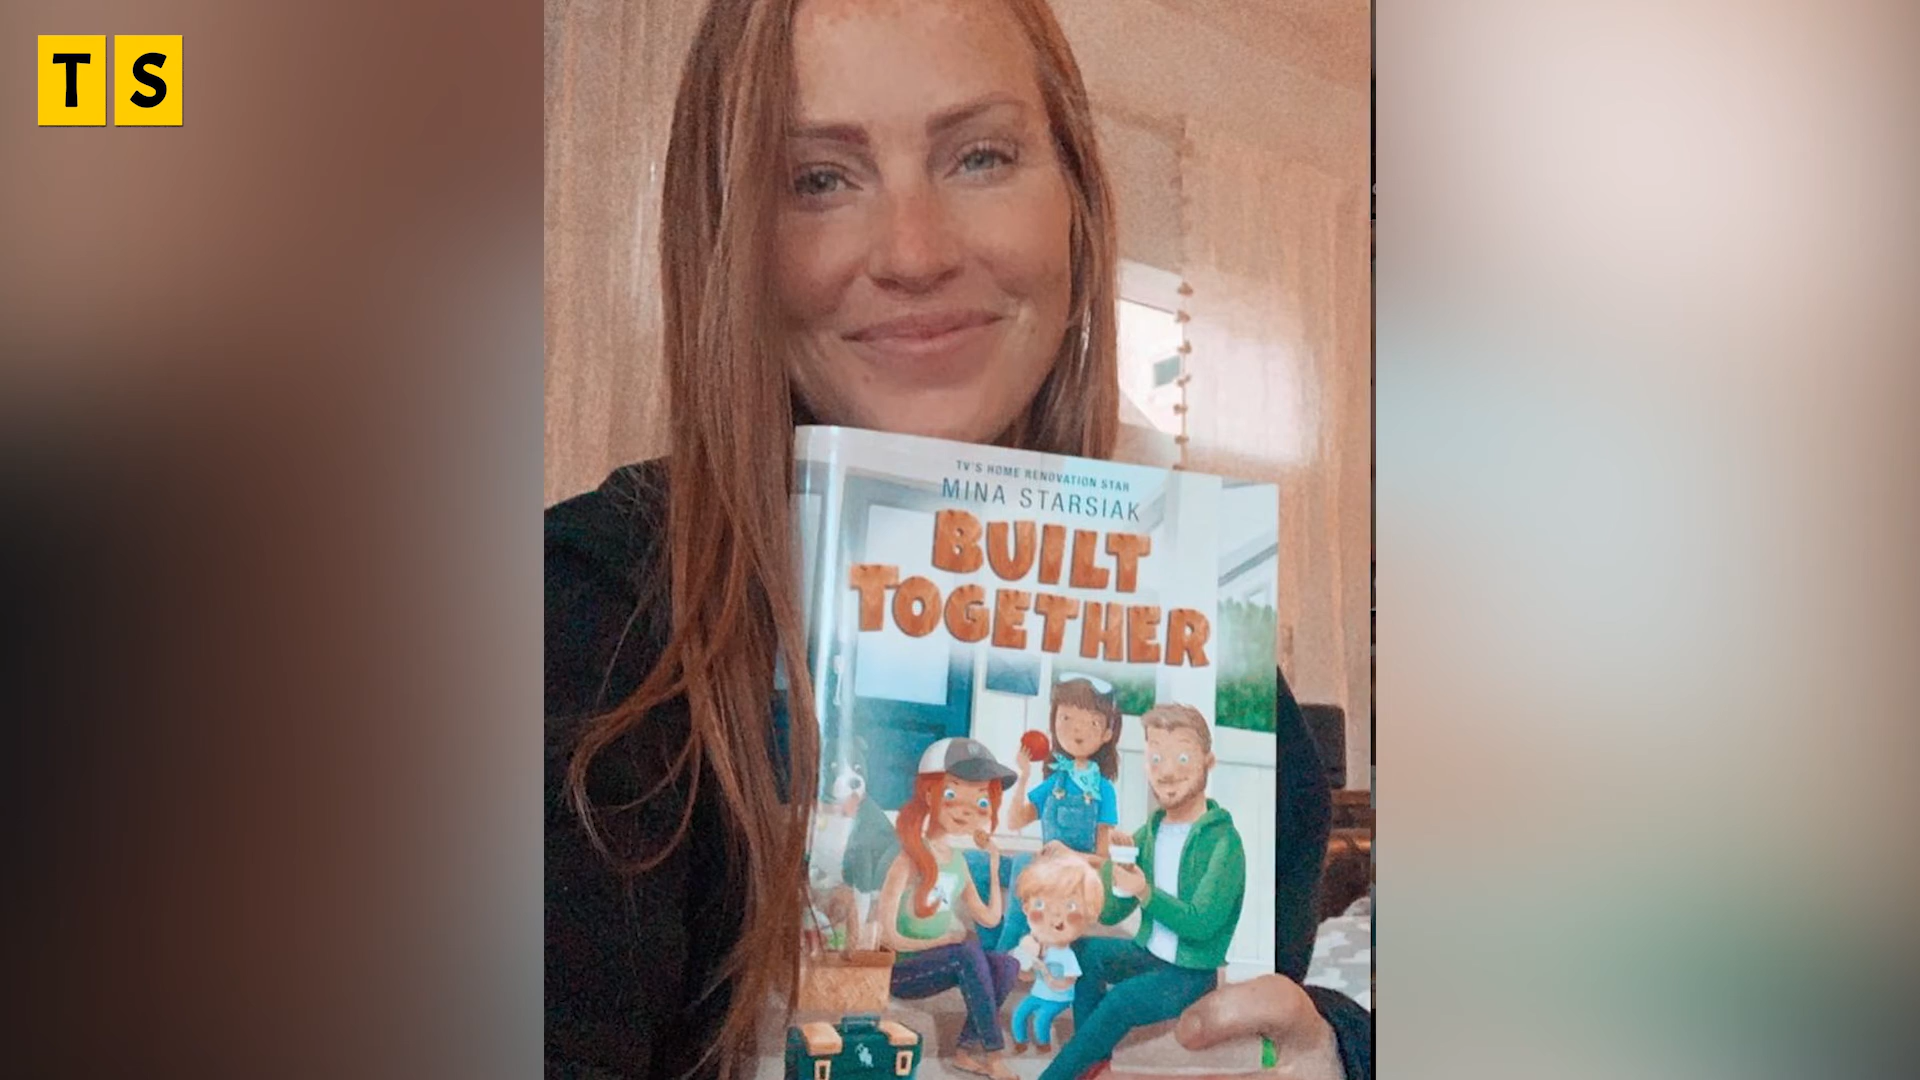 TS
TV'S HOME RENOVATION STAR
MINA STARSIAK
BUILT
TOGETHER